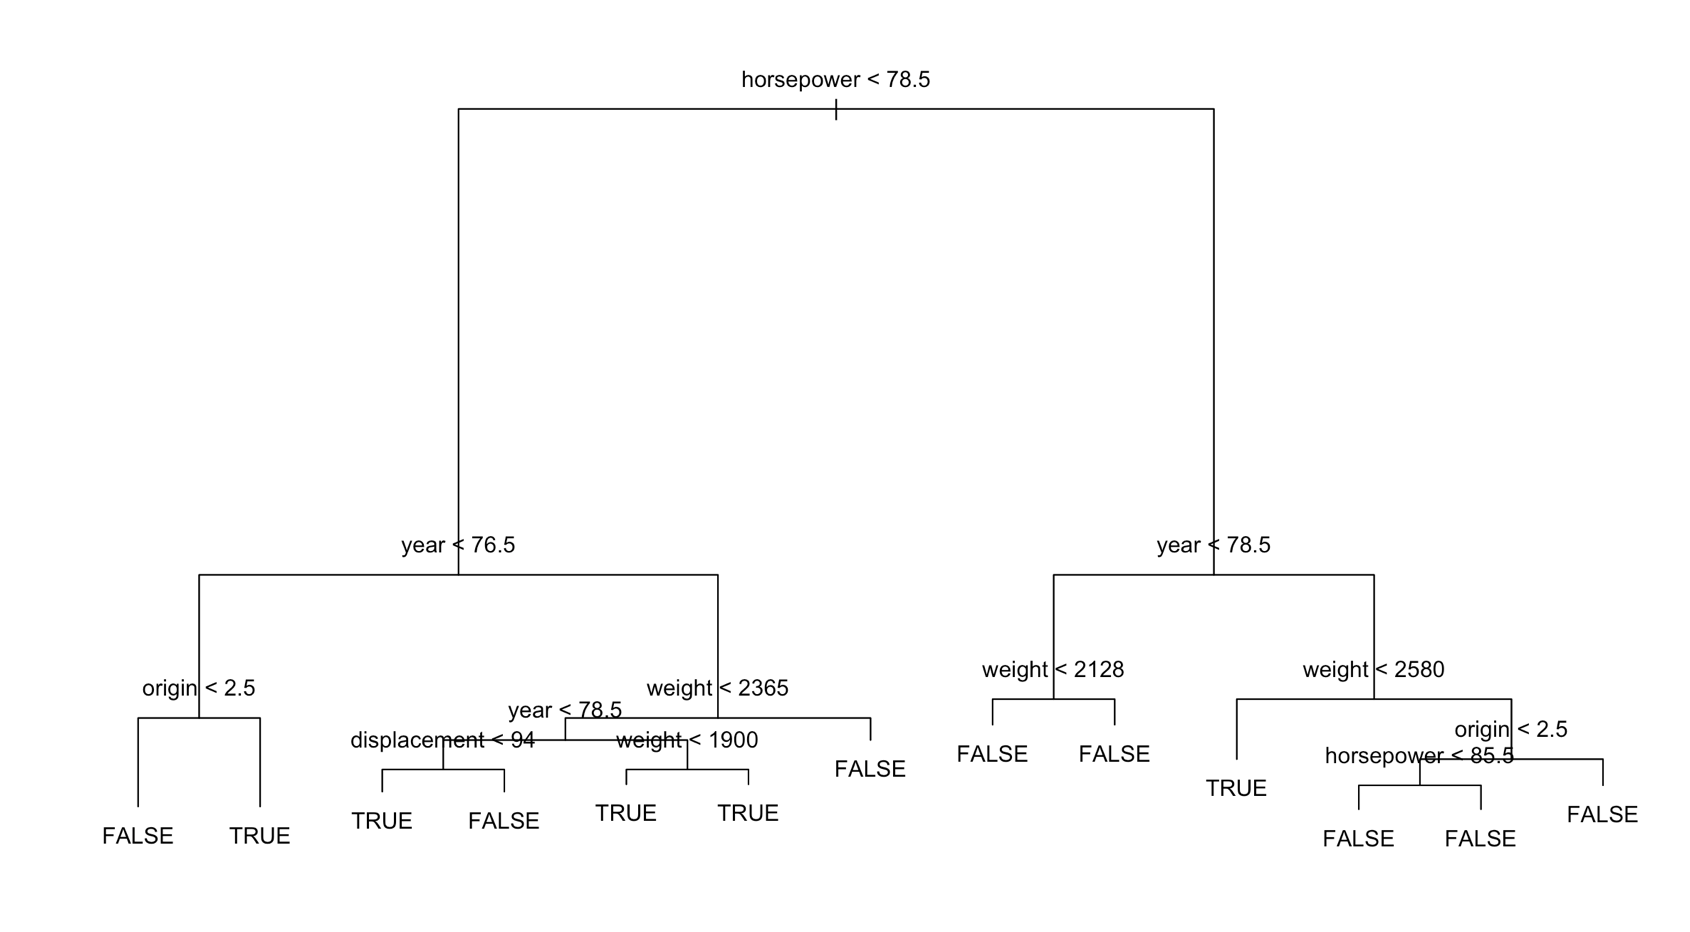 horsepower < 78.5
year < 76.5
year < 78.5
origin < 2.5
weight < 2365
weight < 2128
weight < 2580
year < 78.5
origin < 2.5
displacement < 94
weight < 1900
horsepower < 85.5
FALSE
TRUE
TRUE
FALSE
TRUE
TRUE
FALSE
FALSE
FALSE
TRUE
FALSE
FALSE
FALSE